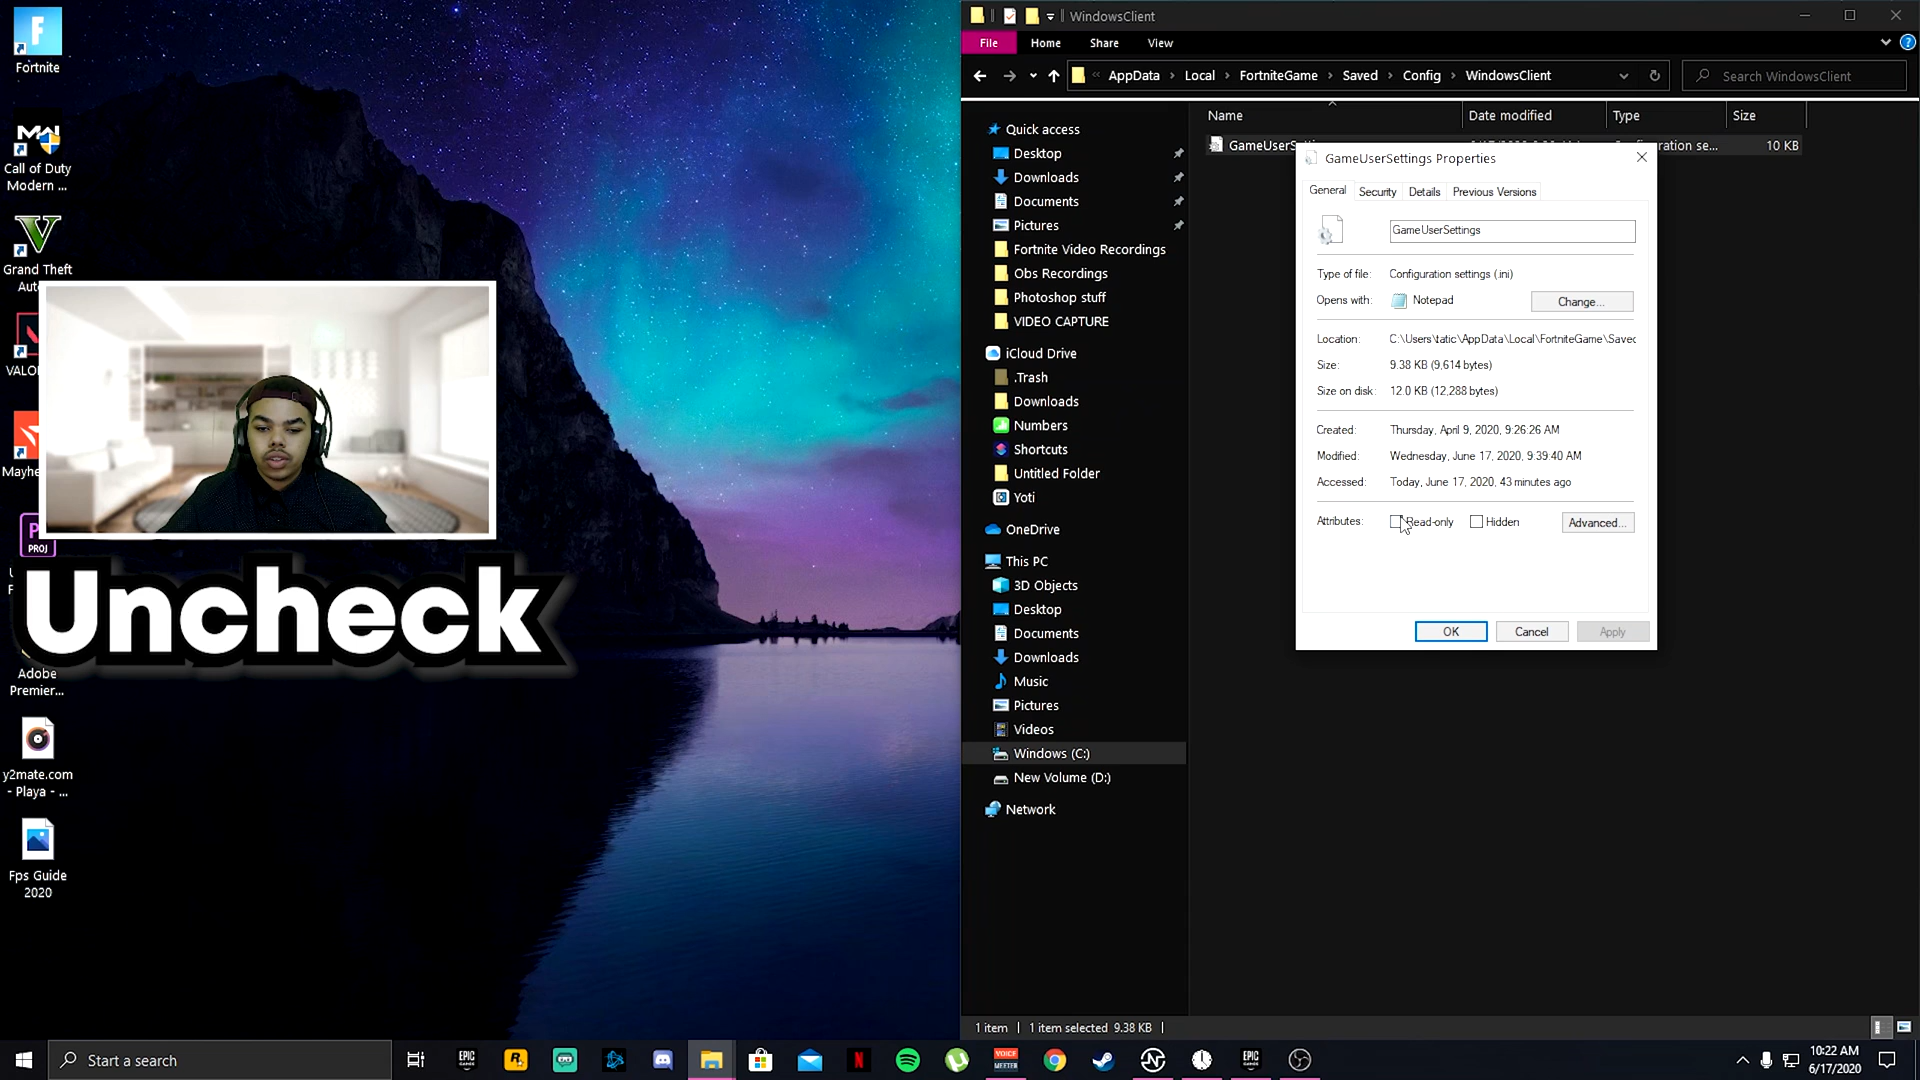 Fortnite
Call of Duty
Modern ...
Grand Theft
Auto
VALO
Mayhe
PROJ
Adobe
Premier...
y2mate.com
- Playa - ...
Fps Guide
2020
Uncheck
WindowsClient
File Home Share View
« AppData › Local › FortniteGame › Saved › Config › WindowsClient
Search WindowsClient
Quick access
Desktop
Downloads
Documents
Pictures
Fortnite Video Recordings
Obs Recordings
Photoshop stuff
VIDEO CAPTURE
iCloud Drive
.Trash
Downloads
Numbers
Shortcuts
Untitled Folder
Yoti
OneDrive
This PC
3D Objects
Desktop
Documents
Downloads
Music
Pictures
Videos
Windows (C:)
New Volume (D:)
Network
Name Date modified Type Size
10 KB
GameUserSettings Properties
General Security Details Previous Versions
GameUserSettings
Type of file: Configuration settings (.ini)
Opens with: Notepad Change...
Location: C:\Users\tatic\AppData\Local\FortniteGame\Saved
Size: 9.38 KB (9,614 bytes)
Size on disk: 12.0 KB (12,288 bytes)
Created: Thursday, April 9, 2020, 9:26:26 AM
Modified: Wednesday, June 17, 2020, 9:39:40 AM
Accessed: Today, June 17, 2020, 43 minutes ago
Attributes: Read-only Hidden Advanced...
OK Cancel Apply
1 item 1 item selected 9.38 KB
Start a search
EPIC GAMES
VOICE MEETER
EPIC GAMES
10:22 AM
6/17/2020